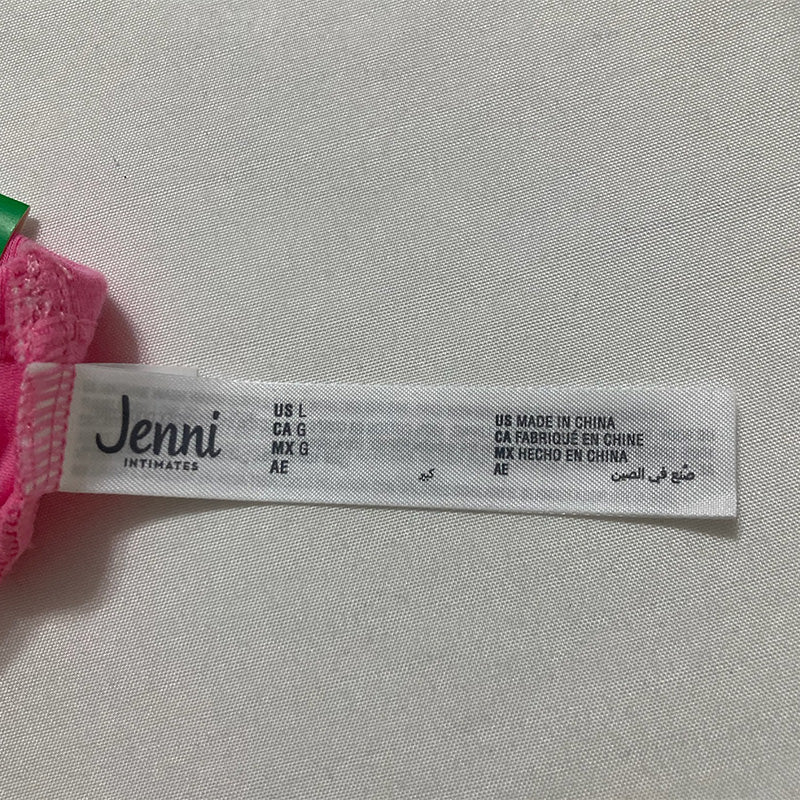 Jenni
INTIMATES
US L
CA G
MX G
AE كبير
US MADE IN CHINA
CA FABRIQUÉ EN CHINE
MX HECHO EN CHINA
AE صُنِع في الصين